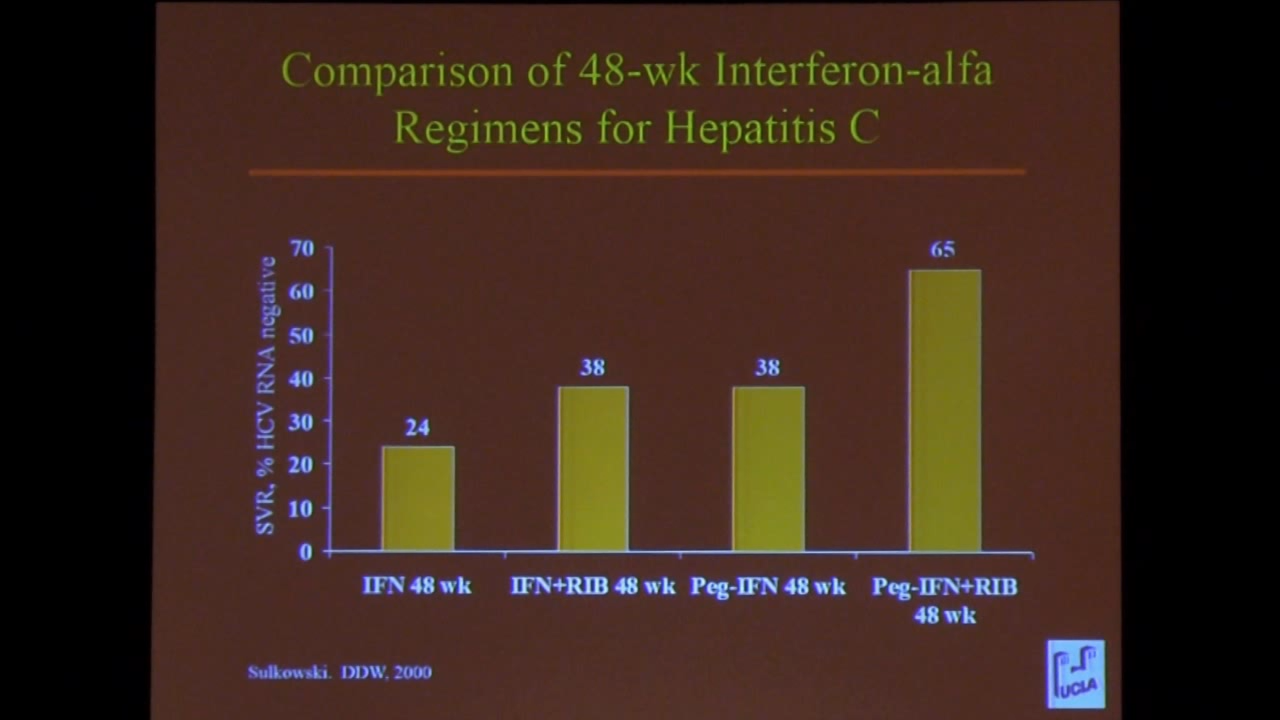 Comparison of 48-wk Interferon-alfa
Regimens for Hepatitis C
SVR, % HCV RNA negative
70
60
50
40
30
20
10
0
24
38
38
65
IFN 48 wk
IFN+RIB 48 wk
Peg-IFN 48 wk
Peg-IFN+RIB
48 wk
Sulkowski. DDW, 2000
UCLA